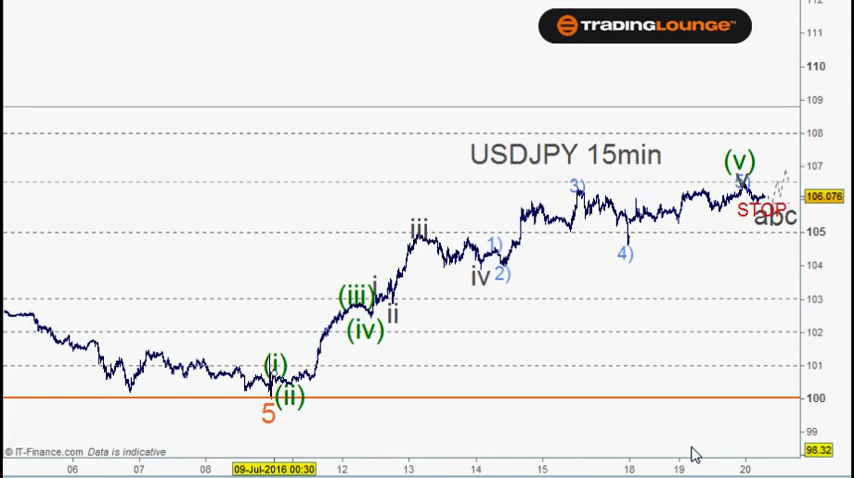 112
TRADINGLOUNGE™
111
110
109
108
USDJPY 15min
107
(v)
v
5)
3)
106.076
STOP
abc
iii
105
1)
iv
2)
4)
104
i
(iii)
ii
103
(iv)
102
(i)
101
(ii)
100
5
99
© IT-Finance.com Data is indicative
98.32
06
07
08
09-Jul-2016 00:30
12
13
14
15
18
19
20